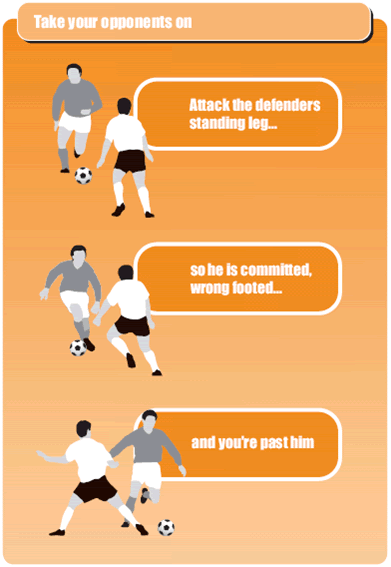 Take your opponents on
Attack the defenders
standing leg...
so he is committed,
wrong footed...
and you're past him